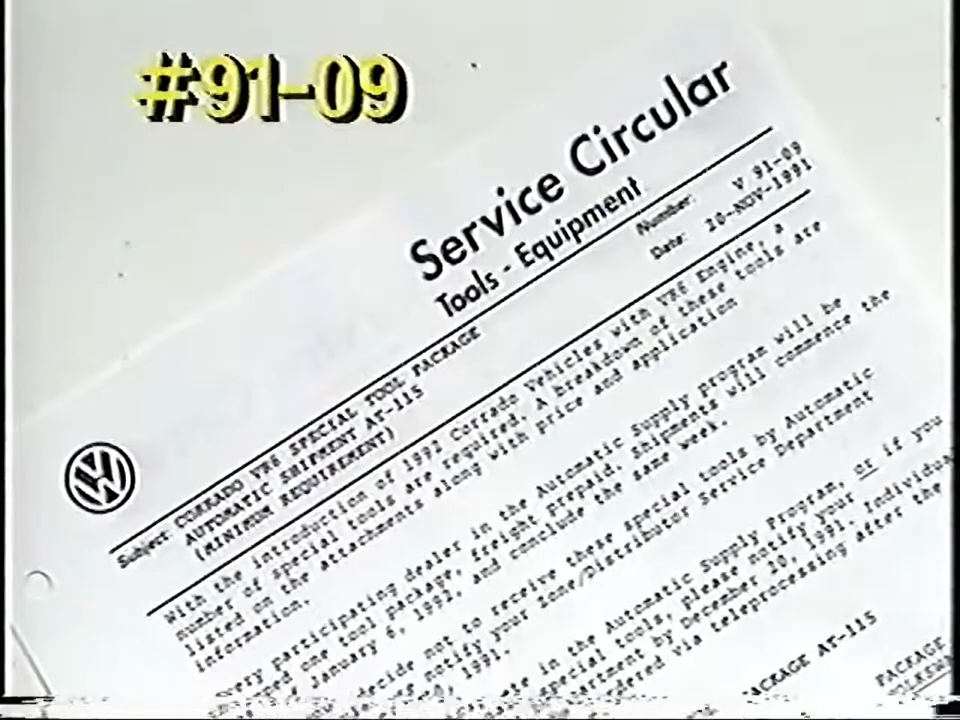 #91-09
Service Circular
Tools - Equipment
Number: V 91-09
Date: 20-NOV-1991
Subject: CORRADO VR6 SPECIAL TOOL PACKAGE
AUTOMATIC SHIPMENT AT-115
(MINIMUM REQUIREMENT)
With the introduction of 1992 Corrado Vehicles with VR6 Engine, a
number of special tools are required. A breakdown of these tools are
listed on the attachments along with price and application
information.
participating dealer in the Automatic Supply program will be
one tool package, freight prepaid. Shipments will commence the
January 6, 1992, and conclude the same week.
decide not to receive these special tools by Automatic
notify your Zone/Distributor Service Department
1991.
in the Automatic Supply Program, or if you
special tools, please notify your
by December 10, 1991. Individual
via teleprocessing after the
PACKAGE AT-115
PACKAGE